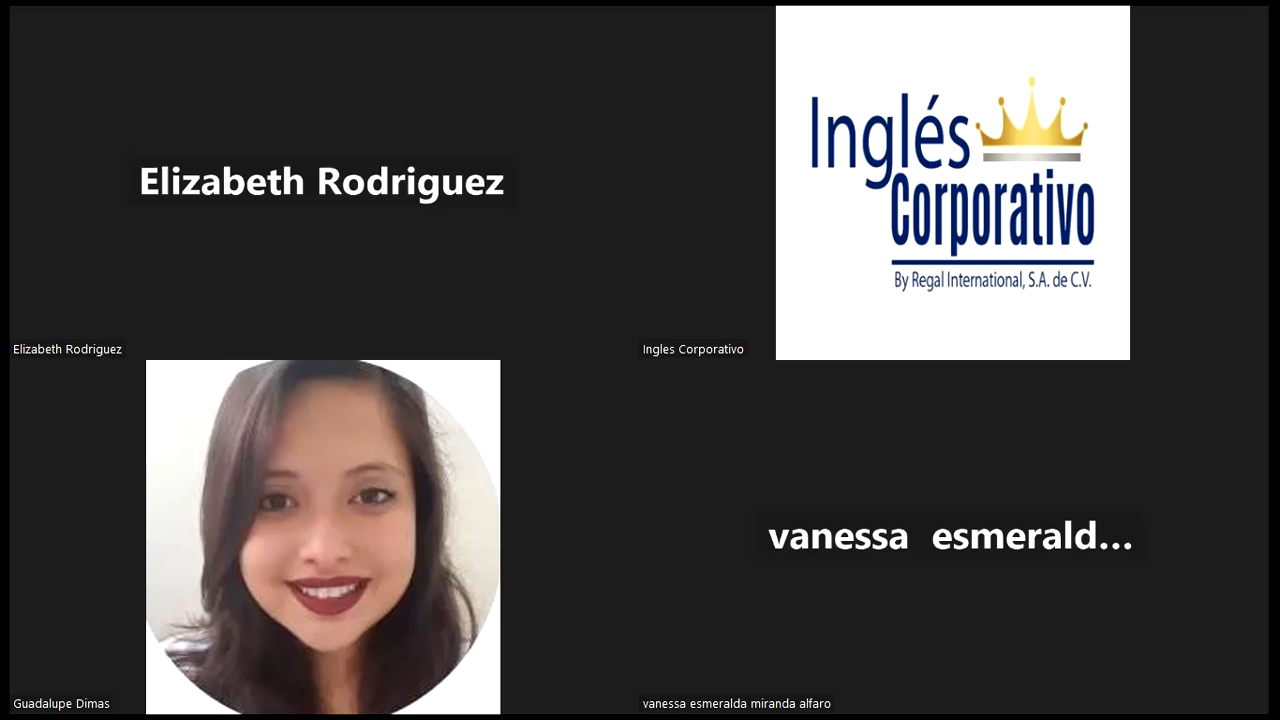 Elizabeth Rodriguez
Elizabeth Rodriguez
Inglés
Corporativo
By Regal International, S.A. de C.V.
Ingles Corporativo
Guadalupe Dimas
vanessa esmerald...
vanessa esmeralda miranda alfaro